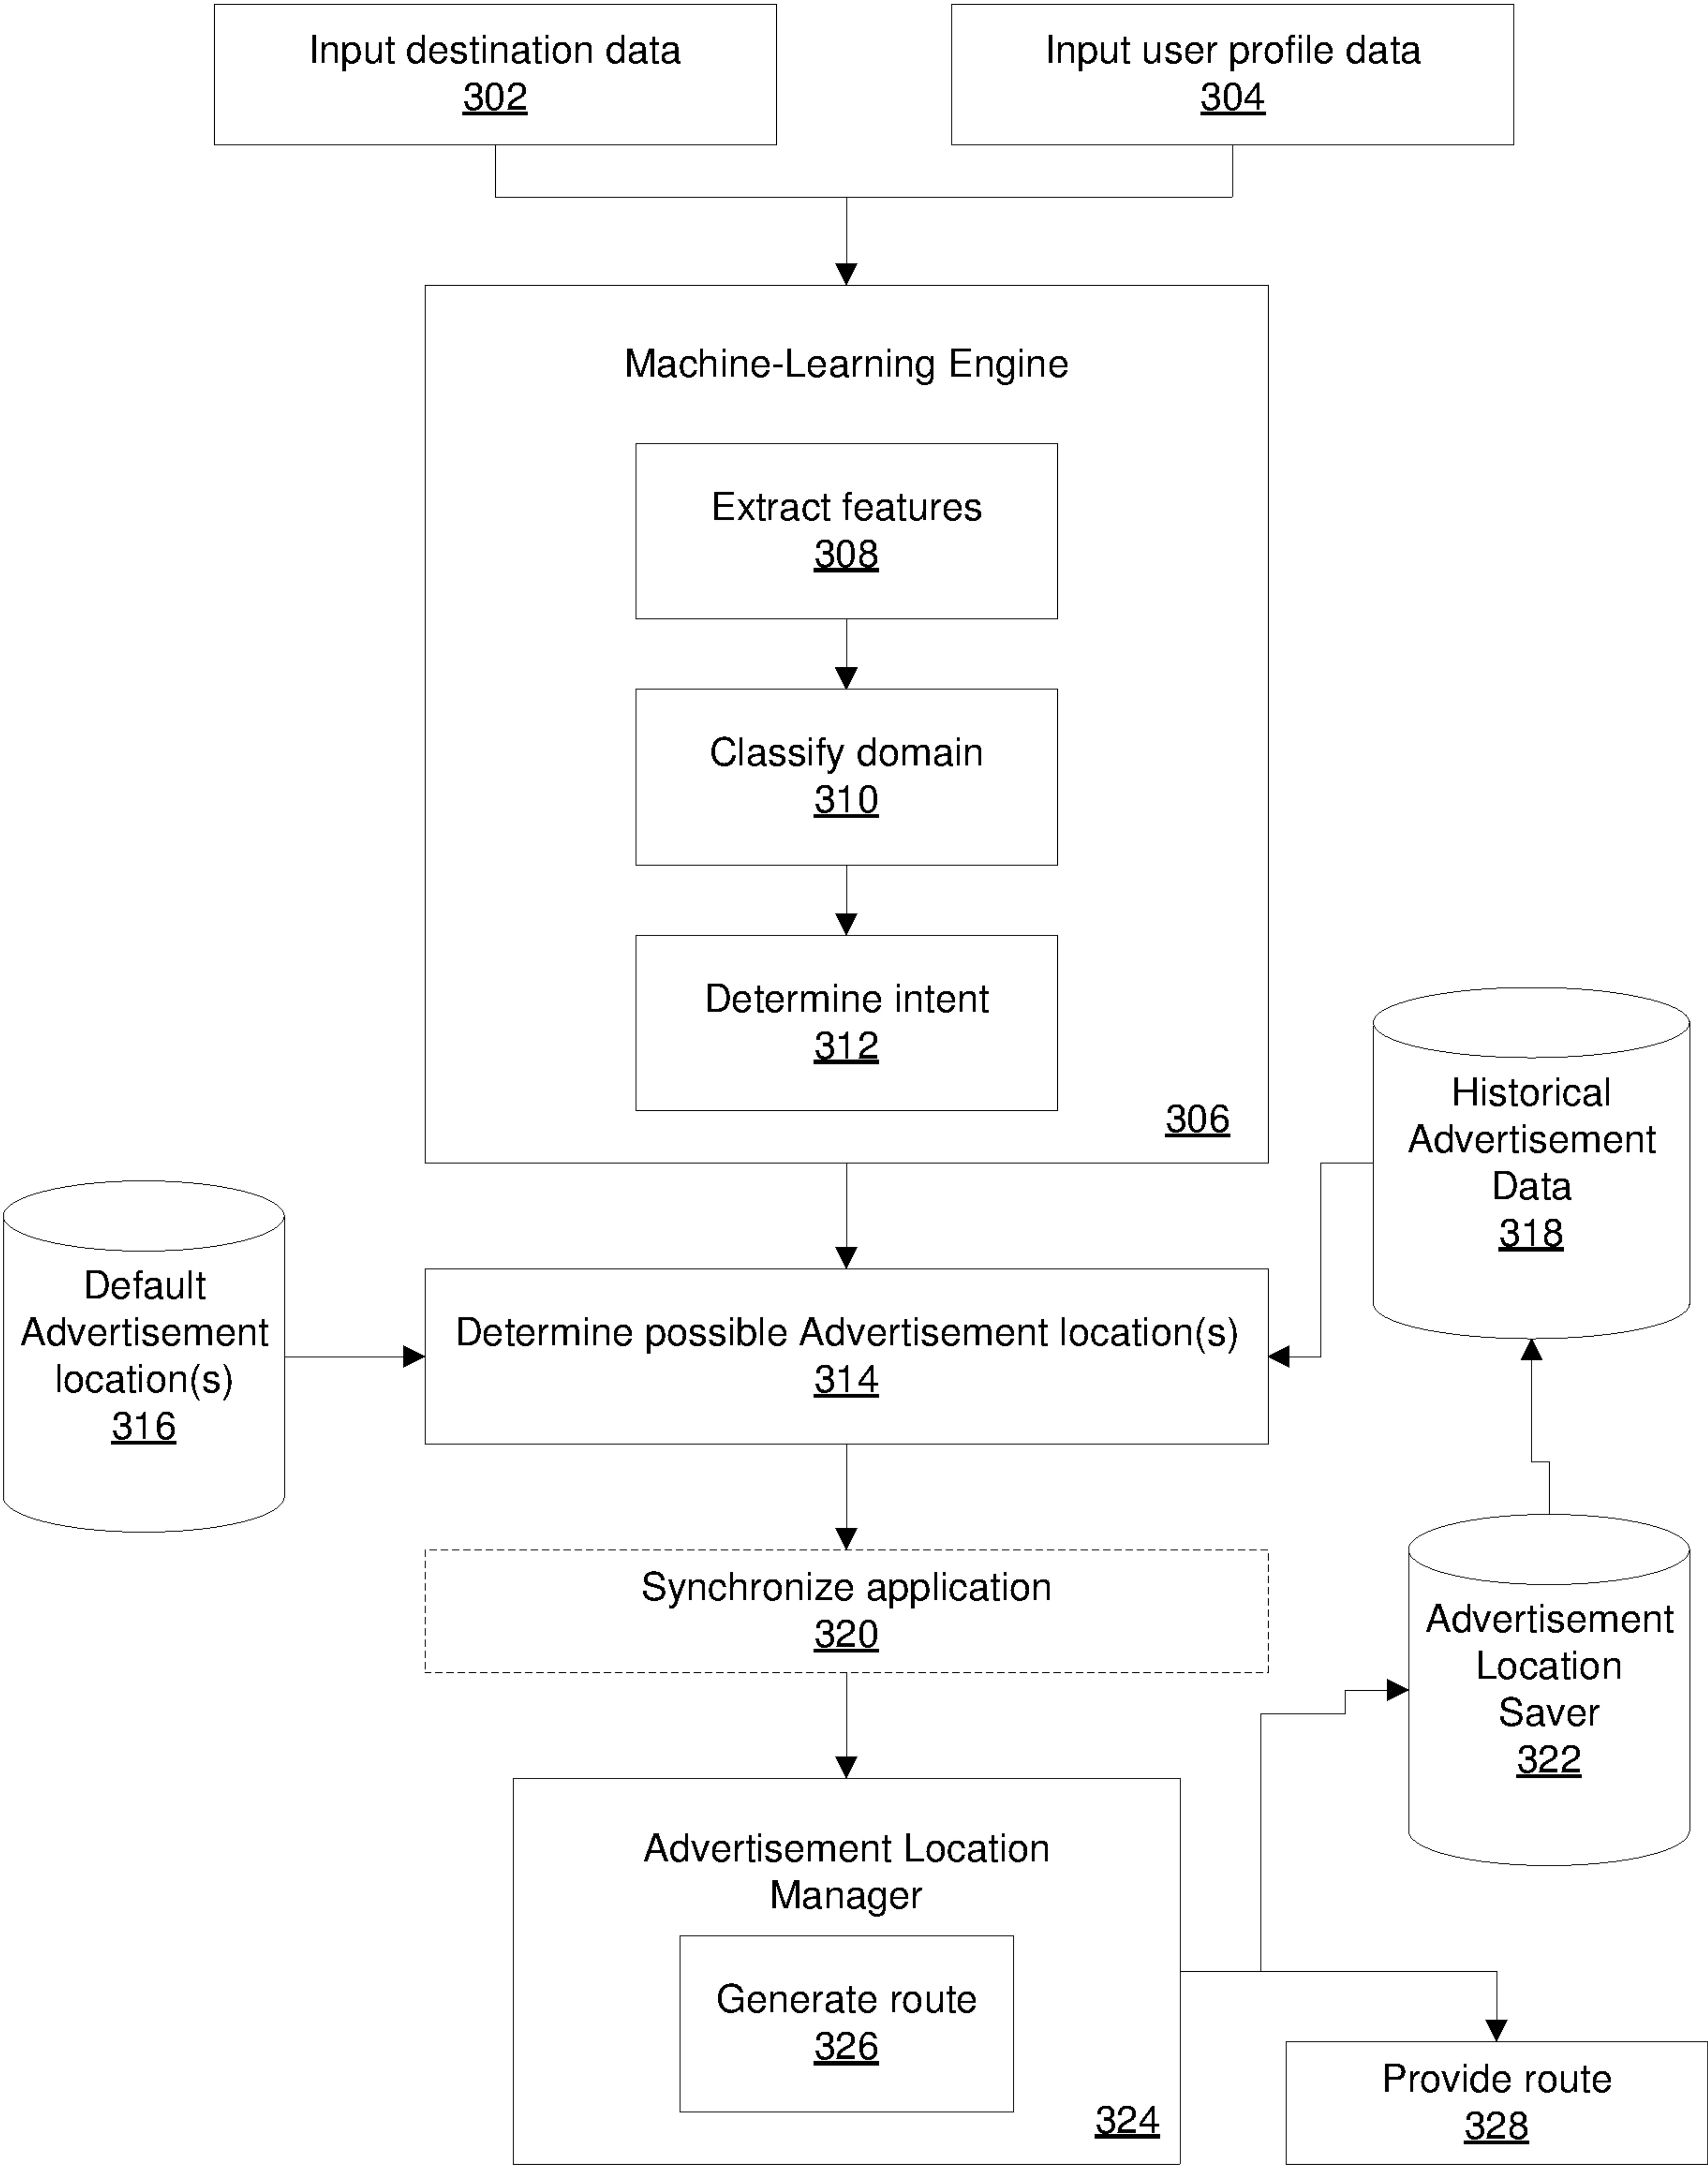 Input destination data
302
Input user profile data
304
Machine-Learning Engine
Extract features
308
Classify domain
310
Determine intent
312
306
Historical
Advertisement
Data
318
Default
Advertisement
location(s)
316
Determine possible Advertisement location(s)
314
Synchronize application
320
Advertisement
Location
Saver
322
Advertisement Location
Manager
Generate route
326
324
Provide route
328